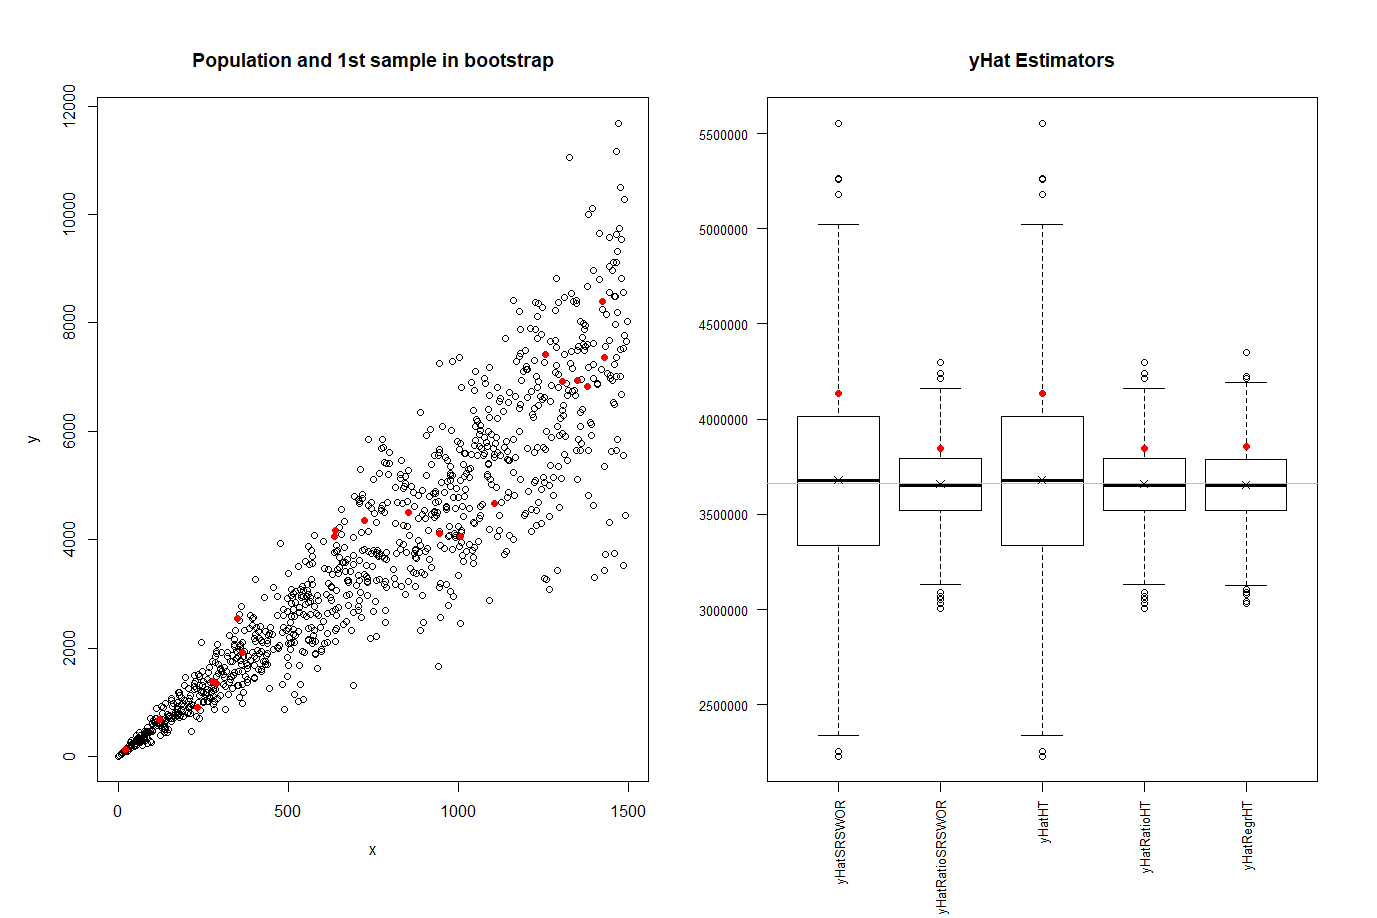 Population and 1st sample in bootstrap
12000
10000
8000
6000
4000
2000
0
y
0
500
1000
1500
x
yHat Estimators
5500000
5000000
4500000
4000000
3500000
3000000
2500000
yHatSRSWOR
yHatRatioSRSWOR
yHatHT
yHatRatioHT
yHatRegrHT